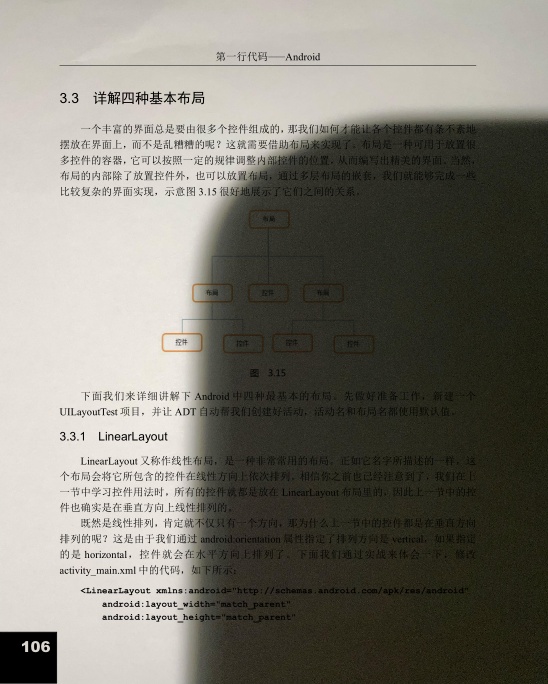 第一行代码——Android
3.3 详解四种基本布局
一个丰富的界面总是要由很多个控件组成的,那我们如何才能让各个控件都有条不紊地
摆放在界面上,而不是乱糟糟的呢?这就需要借助布局来实现了。布局是一种可用于放置很
多控件的容器,它可以按照一定的规律调整内部控件的位置,从而编写出精美的界面。当然,
布局的内部除了放置控件外,也可以放置布局,通过多层布局的嵌套,我们就能够完成一些
比较复杂的界面实现,示意图 3.15 很好地展示了它们之间的关系。
布局
布局 控件 布局
控件 控件 控件 控件
图 3.15
下面我们来详细讲解下 Android 中四种最基本的布局。先做好准备工作,新建一个
UILayoutTest 项目,并让 ADT 自动帮我们创建好活动,活动名和布局名都使用默认值。
3.3.1 LinearLayout
LinearLayout 又称作线性布局,是一种非常常用的布局。正如它名字所描述的一样,这
个布局会将它所包含的控件在线性方向上依次排列。相信你之前也已经注意到了,我们在上
一节中学习控件用法时,所有的控件就都是放在 LinearLayout 布局里的,因此上一节中的控
件也确实是在垂直方向上线性排列的。
既然是线性排列,肯定就不仅只有一个方向,那为什么上一节中的控件都是在垂直方向
排列的呢?这是由于我们通过 android:orientation 属性指定了排列方向是 vertical,如果指定
的是 horizontal,控件就会在水平方向上排列了。下面我们通过实战来体会一下,修改
activity_main.xml 中的代码,如下所示:
<LinearLayout xmlns:android="http://schemas.android.com/apk/res/android"
android:layout_width="match_parent"
android:layout_height="match_parent"
106